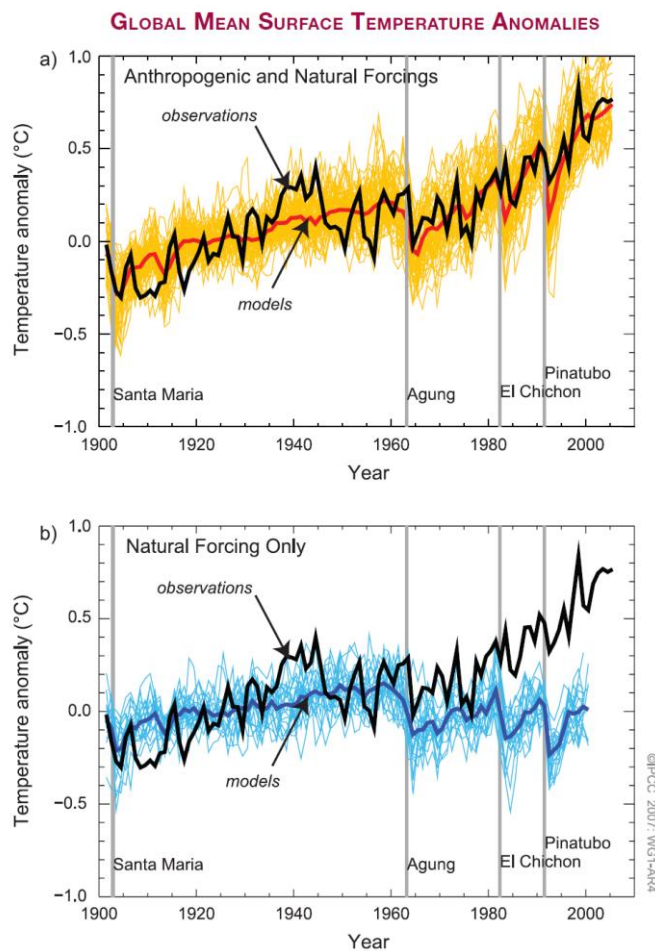 GLOBAL MEAN SURFACE TEMPERATURE ANOMALIES
a)
Anthropogenic and Natural Forcings
observations
models
Temperature anomaly (°C)
1.0
0.5
0.0
−0.5
−1.0
Santa Maria
Agung
El Chichon
Pinatubo
1900 1920 1940 1960 1980 2000
Year
b)
Natural Forcing Only
observations
models
Temperature anomaly (°C)
1.0
0.5
0.0
−0.5
−1.0
Santa Maria
Agung
El Chichon
Pinatubo
1900 1920 1940 1960 1980 2000
Year
©IPCC 2007: WG1-AR4